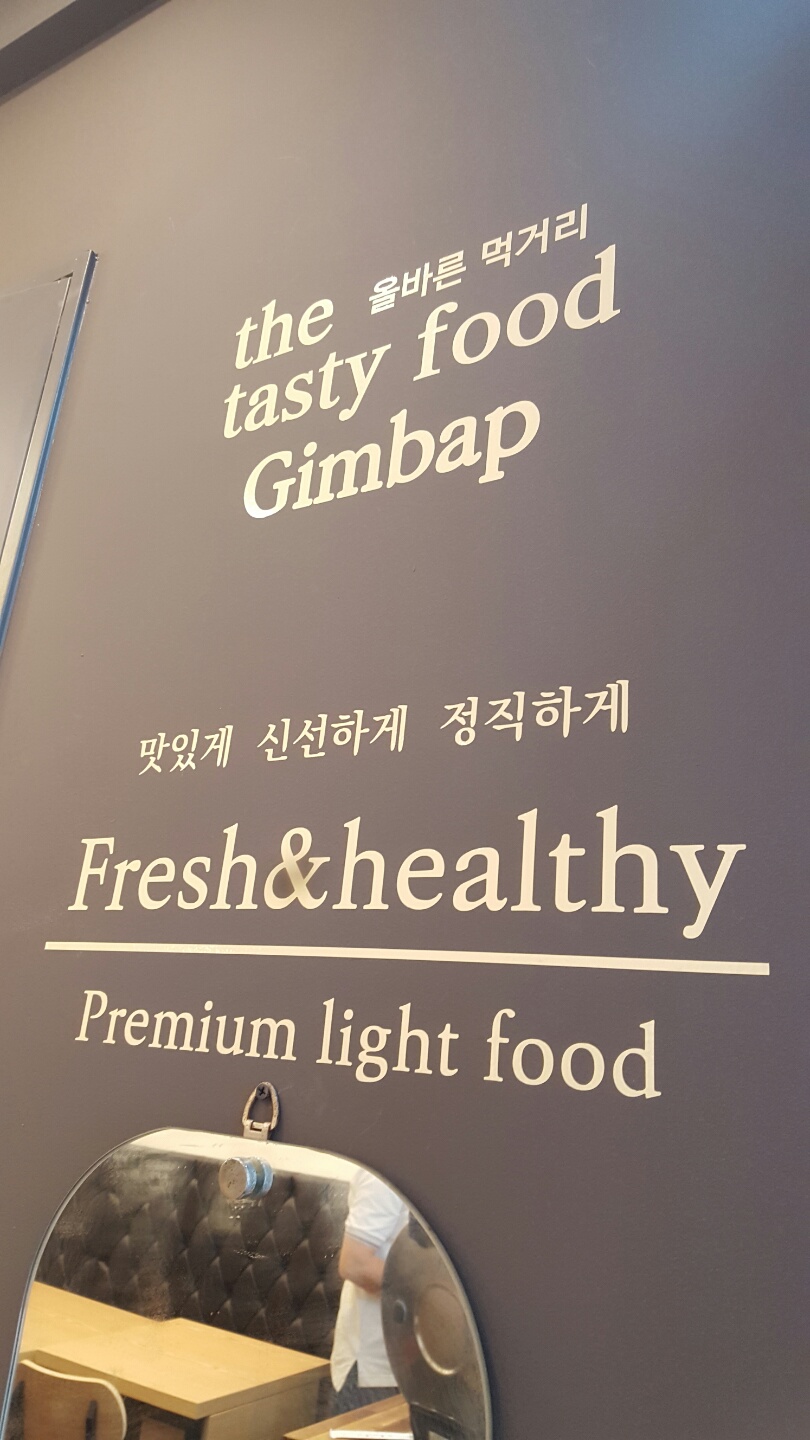 올바른 먹거리
the
tasty food
Gimbap
맛있게 신선하게 정직하게
Fresh&healthy
Premium light food